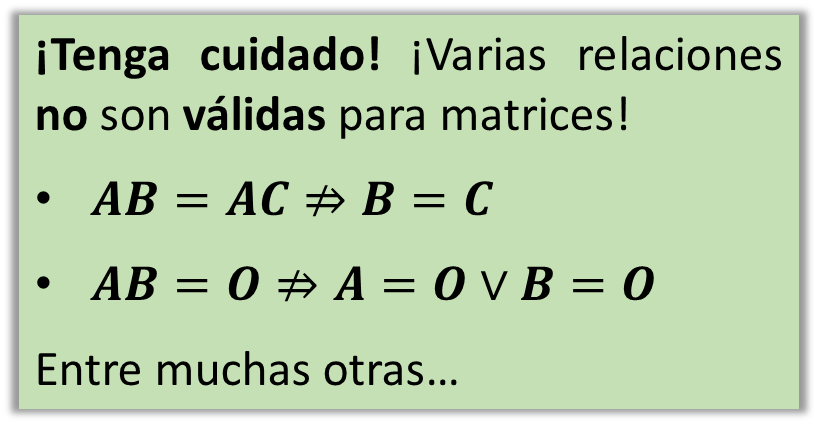 ¡Tenga cuidado! ¡Varias relaciones
no son válidas para matrices!
• AB = AC ⇏ B = C
• AB = O ⇏ A = O ∨ B = O
Entre muchas otras...